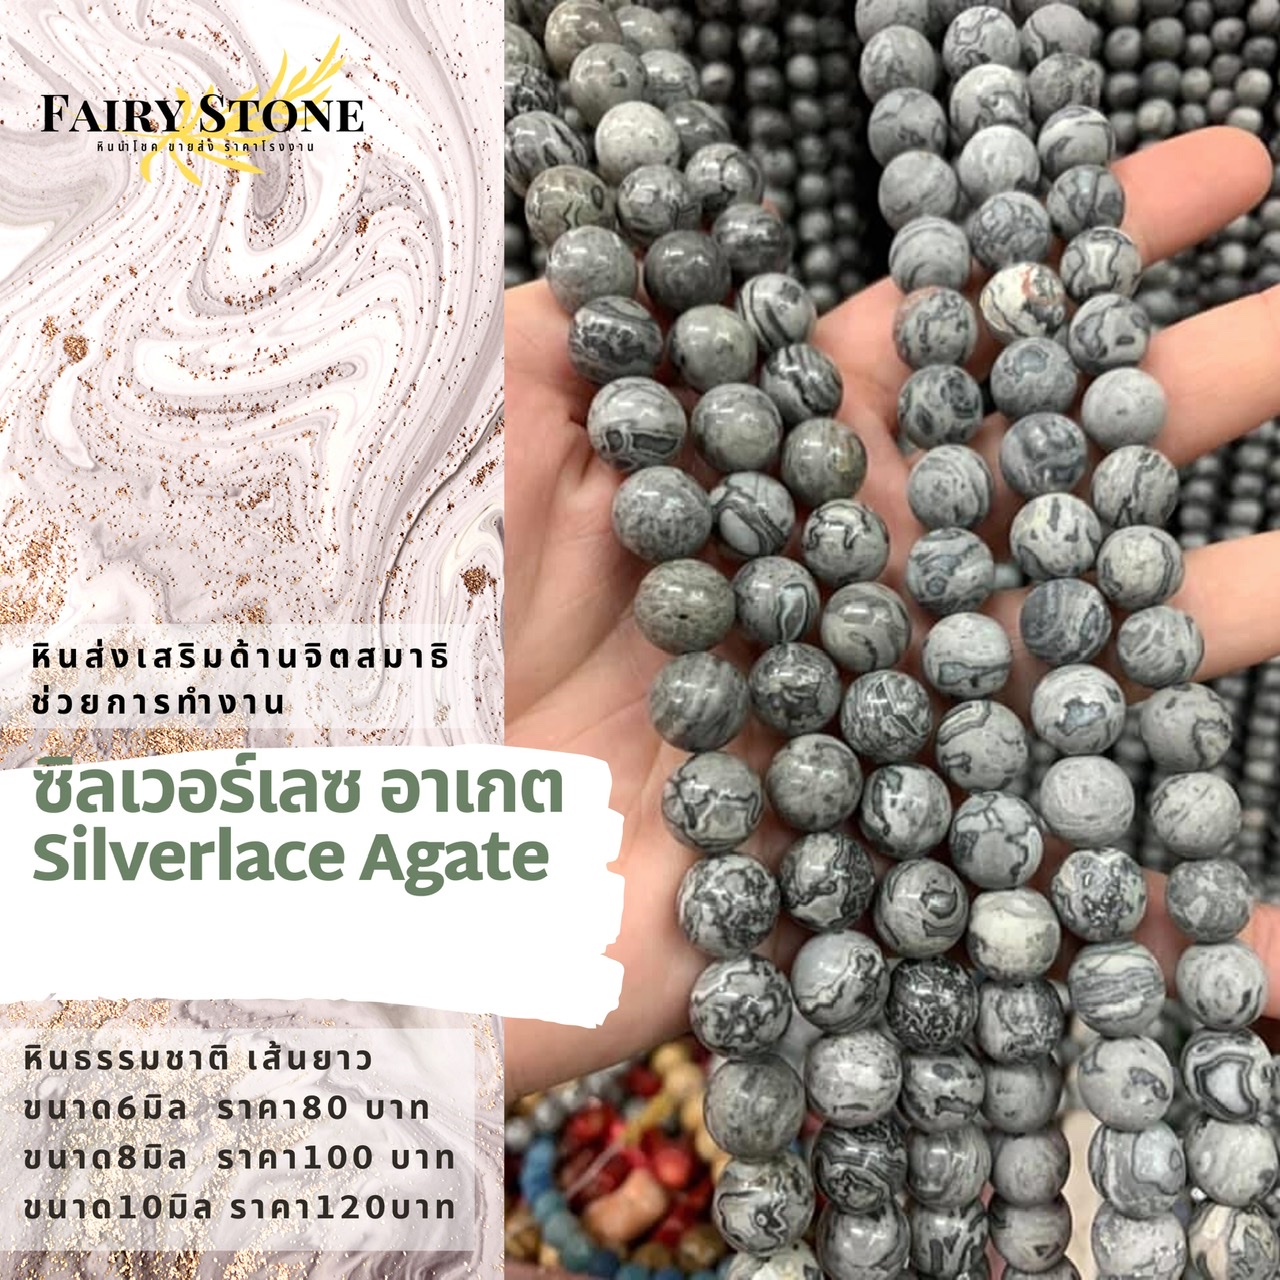 FAIRY STONE
หินนำโชค ขายส่ง ราคาโรงงาน
หินส่งเสริมด้านจิตสมาธิ
ช่วยการทำงาน
ซิลเวอร์เลซ อาเกต
Silverlace Agate
หินธรรมชาติ เส้นยาว
ขนาด6มิล ราคา80 บาท
ขนาด8มิล ราคา100 บาท
ขนาด10มิล ราคา120บาท